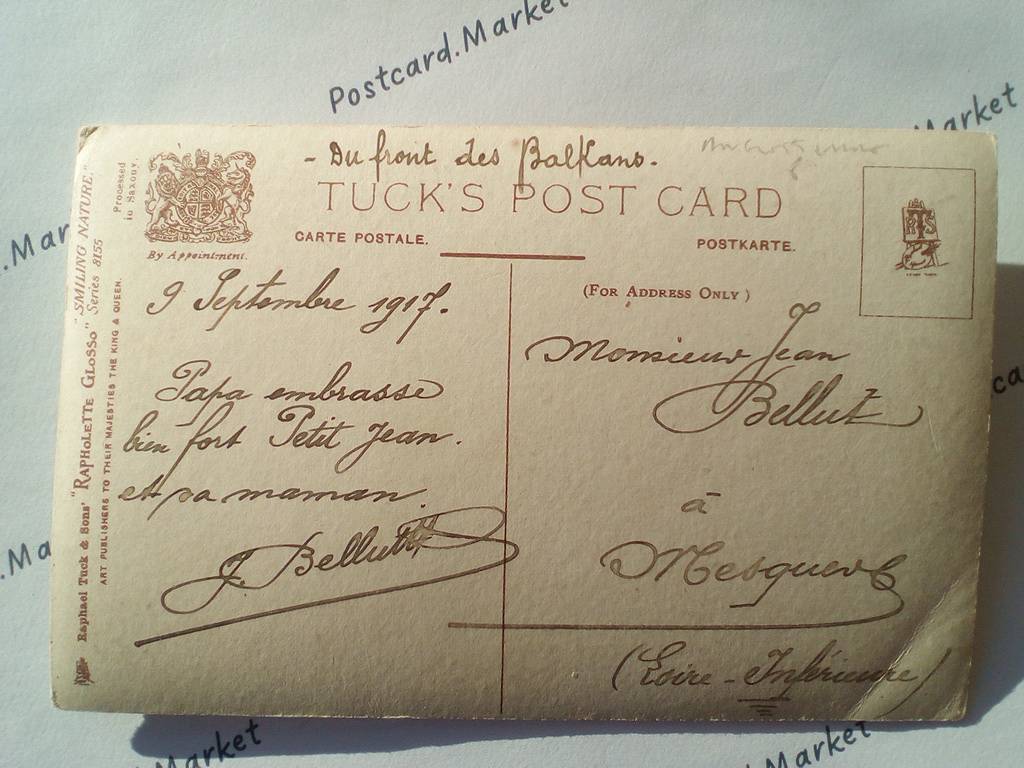 Postcard.Market
Market
- Du front des Balkans.
TUCK'S POST CARD
CARTE POSTALE.
POSTKARTE.
By Appointment.
Processed
in Saxony.
"SMILING NATURE."
Series 8155
Raphael Tuck & Sons' "RAPHOLETTE GLOSSO"
ART PUBLISHERS TO THEIR MAJESTIES THE KING & QUEEN.
9 Septembre 1917.
Papa embrasse
bien fort Petit Jean.
et sa maman
J. Bellut
(FOR ADDRESS ONLY)
Monsieur Jean
Bellut
à
Mesquer
(Loire-Inférieure)
RTS
.Mar
.Ma
ca
arket
Market